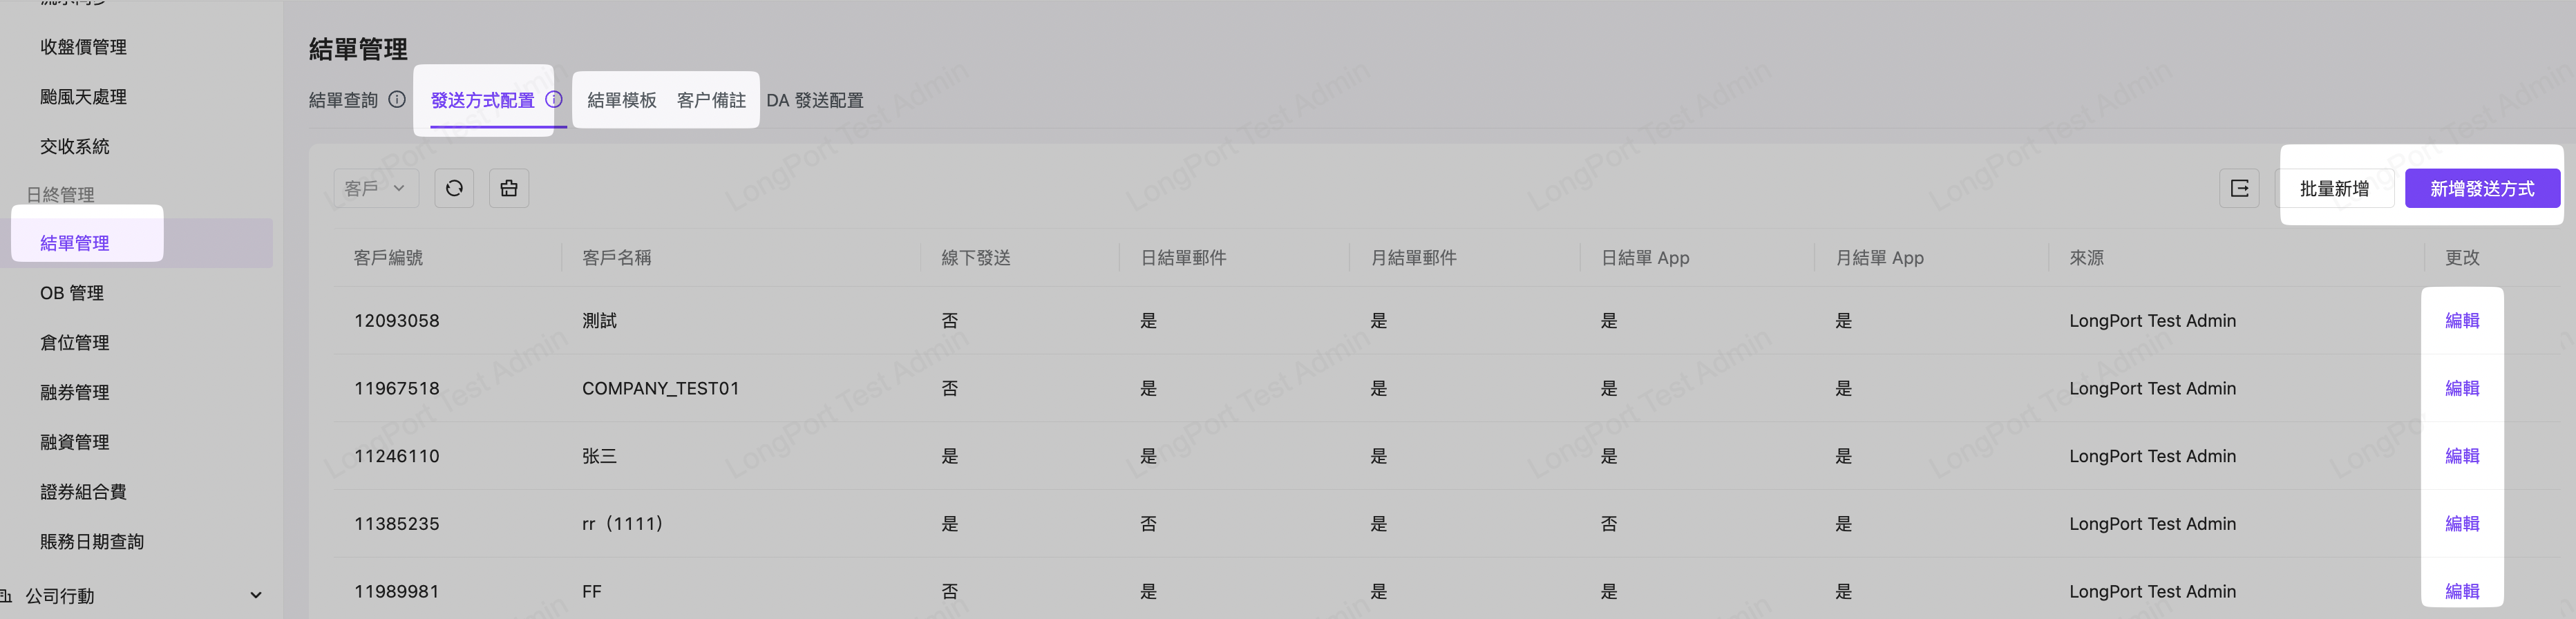 收盤價管理
颱風天處理
交收系統
日終管理
結單管理
OB 管理
倉位管理
融券管理
融資管理
證券組合費
賬務日期查詢
公司行動
結單管理
結單查詢 發送方式配置 結單模板 客户備註 DA 發送配置
客戶 批量新增 新增發送方式
客戶編號 客戶名稱 線下發送 日結單郵件 月結單郵件 日結單 App 月結單 App 來源 更改
12093058 測試 否 是 是 是 是 LongPort Test Admin 編輯
11967518 COMPANY_TEST01 否 是 是 是 是 LongPort Test Admin 編輯
11246110 张三 是 是 是 是 是 LongPort Test Admin 編輯
11385235 rr（1111） 是 否 是 否 是 LongPort Test Admin 編輯
11989981 FF 否 是 是 是 是 LongPort Test Admin 編輯